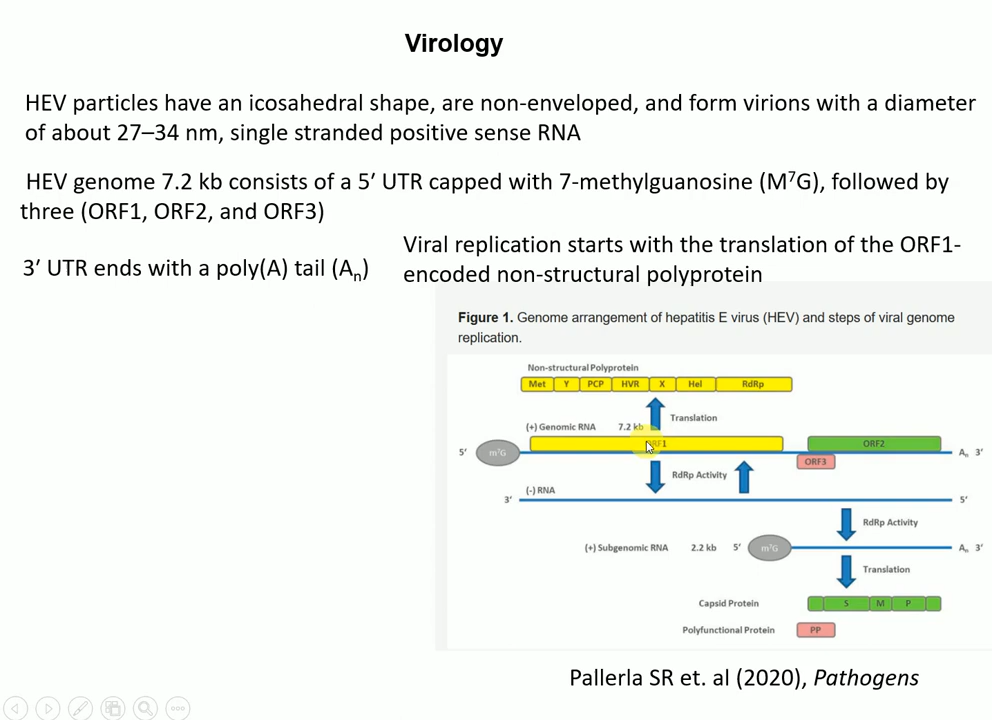 Virology
HEV particles have an icosahedral shape, are non-enveloped, and form virions with a diameter
of about 27–34 nm, single stranded positive sense RNA
HEV genome 7.2 kb consists of a 5′ UTR capped with 7-methylguanosine (M⁷G), followed by
three (ORF1, ORF2, and ORF3)
3′ UTR ends with a poly(A) tail (Aₙ)
Viral replication starts with the translation of the ORF1-
encoded non-structural polyprotein
Figure 1. Genome arrangement of hepatitis E virus (HEV) and steps of viral genome
replication.
Non-structural Polyprotein
Met Y PCP HVR X Hel RdRp
Translation
(+) Genomic RNA 7.2 kb
ORF1 ORF2
5′ m⁷G Aₙ 3′
ORF3
RdRp Activity
(-) RNA
3′ 5′
RdRp Activity
(+) Subgenomic RNA 2.2 kb 5′ m⁷G Aₙ 3′
Translation
Capsid Protein S M P
Polyfunctional Protein PP
Pallerla SR et. al (2020), Pathogens